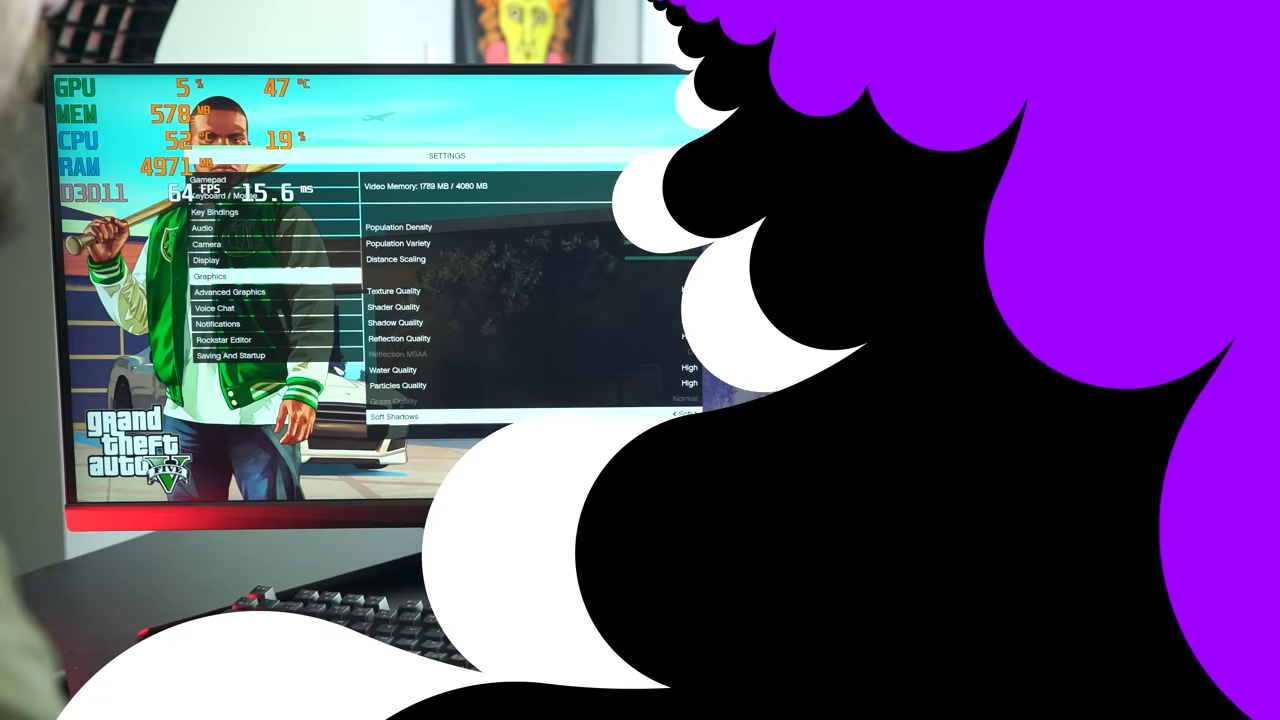 GPU 5 % 47 °C
MEM 578 MB
CPU 52 °C 19 %
RAM 4971 MB
D3D11 64 FPS 15.6 ms
SETTINGS
Gamepad
Keyboard / Mouse
Key Bindings
Audio
Camera
Display
Graphics
Advanced Graphics
Voice Chat
Notifications
Rockstar Editor
Saving And Startup
Video Memory: 1789 MB / 4080 MB
Population Density
Population Variety
Distance Scaling
Texture Quality
Shader Quality
Shadow Quality
Reflection Quality
Reflection MSAA
Water Quality High
Particles Quality High
Grass Quality Normal
Soft Shadows
grand
theft
auto V
FIVE